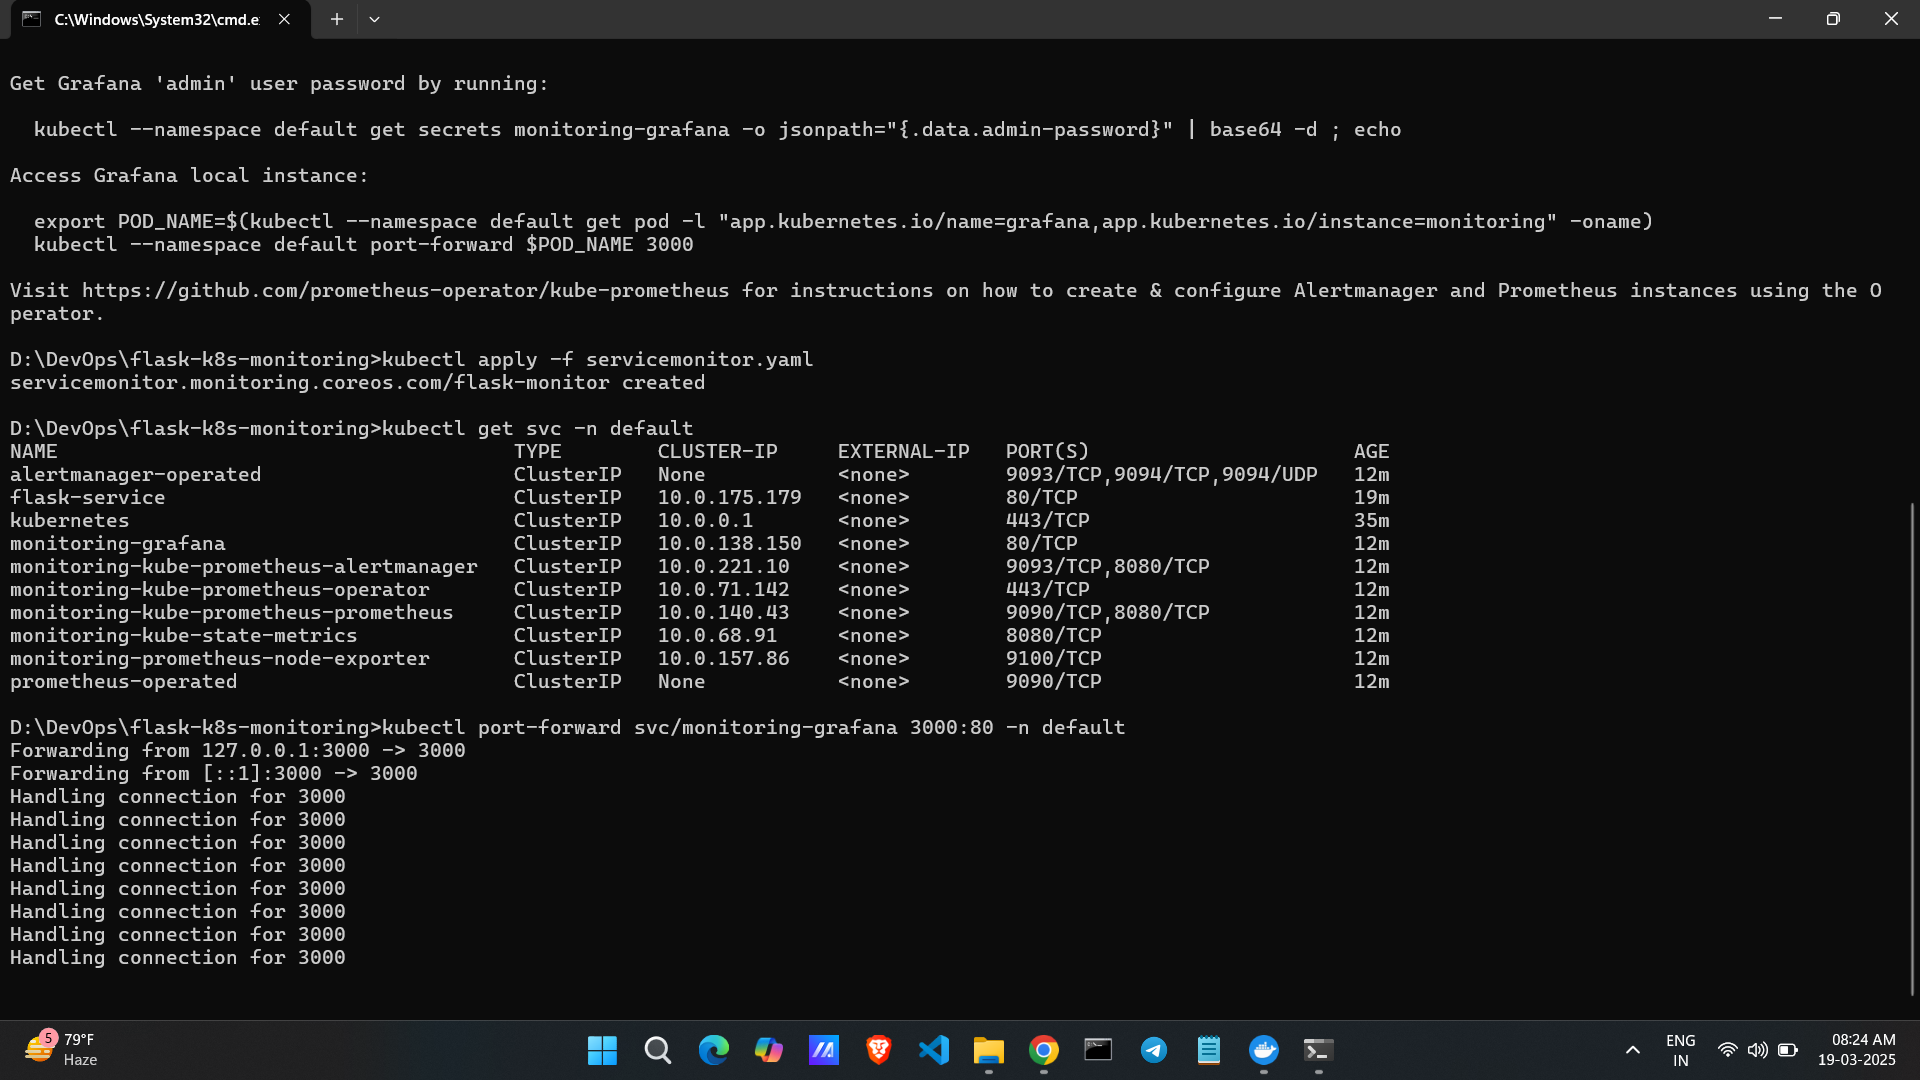 C:\Windows\System32\cmd.e
Get Grafana 'admin' user password by running:
kubectl --namespace default get secrets monitoring-grafana -o jsonpath="{.data.admin-password}" | base64 -d ; echo
Access Grafana local instance:
export POD_NAME=$(kubectl --namespace default get pod -l "app.kubernetes.io/name=grafana,app.kubernetes.io/instance=monitoring" -oname)
kubectl --namespace default port-forward $POD_NAME 3000
Visit https://github.com/prometheus-operator/kube-prometheus for instructions on how to create & configure Alertmanager and Prometheus instances using the O
perator.
D:\DevOps\flask-k8s-monitoring>kubectl apply -f servicemonitor.yaml
servicemonitor.monitoring.coreos.com/flask-monitor created
D:\DevOps\flask-k8s-monitoring>kubectl get svc -n default
NAME TYPE CLUSTER-IP EXTERNAL-IP PORT(S) AGE
alertmanager-operated ClusterIP None <none> 9093/TCP,9094/TCP,9094/UDP 12m
flask-service ClusterIP 10.0.175.179 <none> 80/TCP 19m
kubernetes ClusterIP 10.0.0.1 <none> 443/TCP 35m
monitoring-grafana ClusterIP 10.0.138.150 <none> 80/TCP 12m
monitoring-kube-prometheus-alertmanager ClusterIP 10.0.221.10 <none> 9093/TCP,8080/TCP 12m
monitoring-kube-prometheus-operator ClusterIP 10.0.71.142 <none> 443/TCP 12m
monitoring-kube-prometheus-prometheus ClusterIP 10.0.140.43 <none> 9090/TCP,8080/TCP 12m
monitoring-kube-state-metrics ClusterIP 10.0.68.91 <none> 8080/TCP 12m
monitoring-prometheus-node-exporter ClusterIP 10.0.157.86 <none> 9100/TCP 12m
prometheus-operated ClusterIP None <none> 9090/TCP 12m
D:\DevOps\flask-k8s-monitoring>kubectl port-forward svc/monitoring-grafana 3000:80 -n default
Forwarding from 127.0.0.1:3000 -> 3000
Forwarding from [::1]:3000 -> 3000
Handling connection for 3000
Handling connection for 3000
Handling connection for 3000
Handling connection for 3000
Handling connection for 3000
Handling connection for 3000
Handling connection for 3000
Handling connection for 3000
5 79°F
Haze
ENG
IN
08:24 AM
19-03-2025